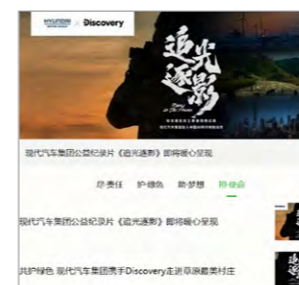 HYUNDAI × Discovery
追光
逐影
现代汽车集团公益纪录片《追光逐影》即将暖心呈现
尽·责任 护·绿色 助·梦想 担·使命
现代汽车集团公益纪录片《追光逐影》即将暖心呈现
共护绿色 现代汽车集团携手Discovery走进草原最美村庄